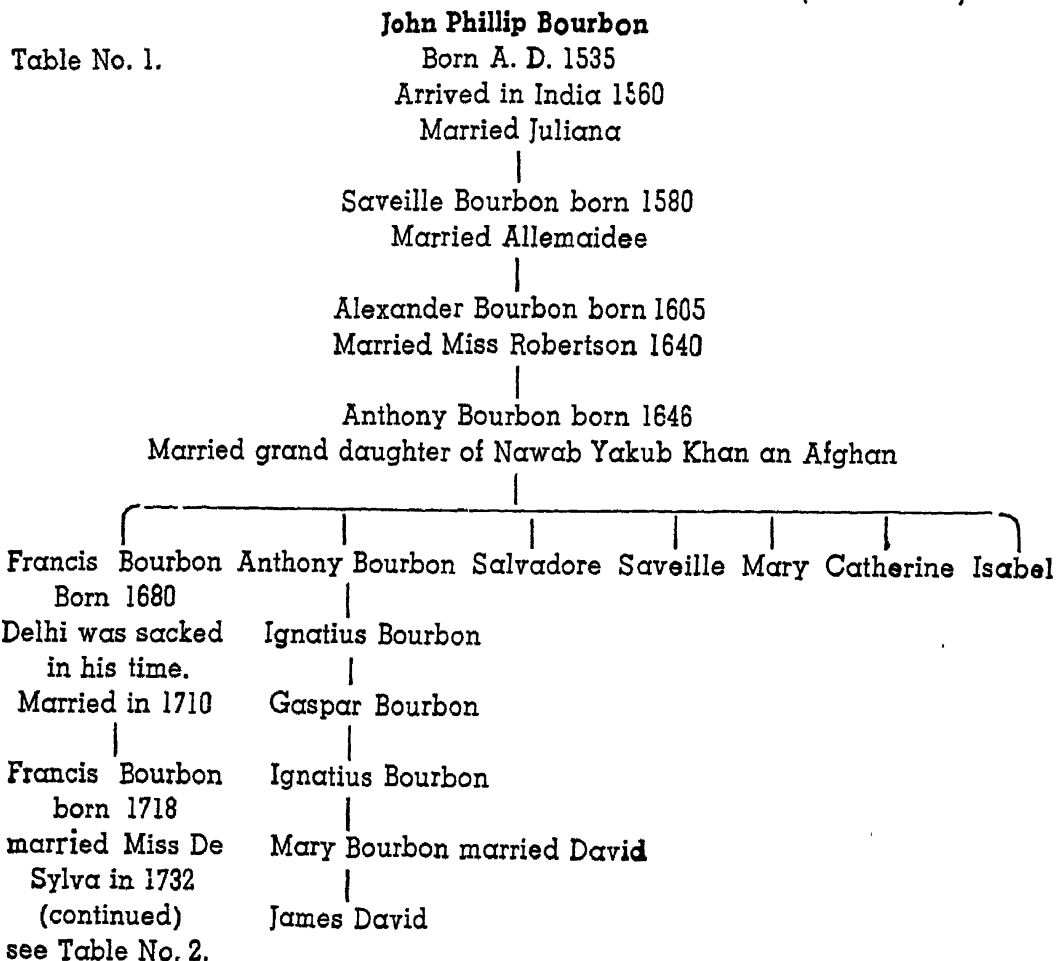 John Phillip Bourbon
Table No. 1.
Born A. D. 1535
Arrived in India 1560
Married Juliana
Saveille Bourbon born 1580
Married Allemaidee
Alexander Bourbon born 1605
Married Miss Robertson 1640
Anthony Bourbon born 1646
Married grand daughter of Nawab Yakub Khan an Afghan
Francis Bourbon Anthony Bourbon Salvadore Saveille Mary Catherine Isabel
Born 1680
Delhi was sacked Ignatius Bourbon
in his time.
Married in 1710 Gaspar Bourbon
Francis Bourbon Ignatius Bourbon
born 1718
married Miss De Mary Bourbon married David
Sylva in 1732
(continued) James David
see Table No. 2.